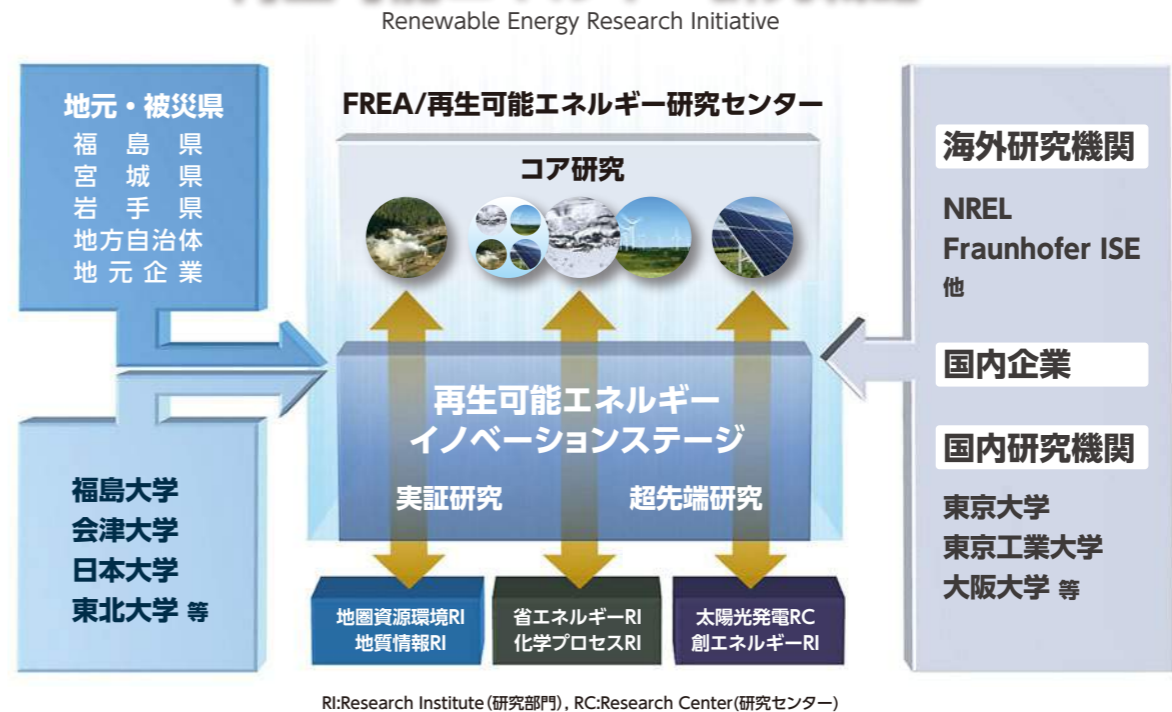 Renewable Energy Research Initiative
地元・被災県
福島県
宮城県
岩手県
地方自治体
地元企業
福島大学
会津大学
日本大学
東北大学 等
FREA/再生可能エネルギー研究センター
コア研究
再生可能エネルギー
イノベーションステージ
実証研究 超先端研究
地圏資源環境RI
地質情報RI
省エネルギーRI
化学プロセスRI
太陽光発電RC
創エネルギーRI
海外研究機関
NREL
Fraunhofer ISE
他
国内企業
国内研究機関
東京大学
東京工業大学
大阪大学 等
RI:Research Institute(研究部門), RC:Research Center(研究センター)